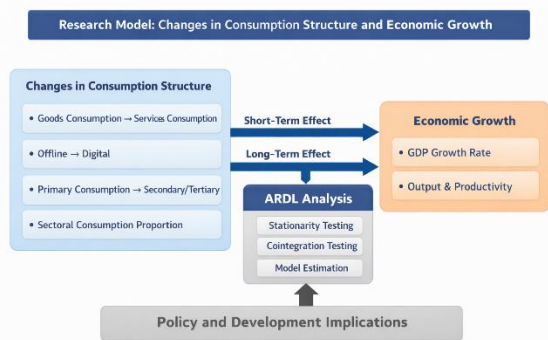 Research Model: Changes in Consumption Structure and Economic Growth
Changes in Consumption Structure
• Goods Consumption → Services Consumption
• Offline → Digital
• Primary Consumption → Secondary/Tertiary
• Sectoral Consumption Proportion
Short-Term Effect
Long-Term Effect
Economic Growth
• GDP Growth Rate
• Output & Productivity
ARDL Analysis
Stationarity Testing
Cointegration Testing
Model Estimation
Policy and Development Implications